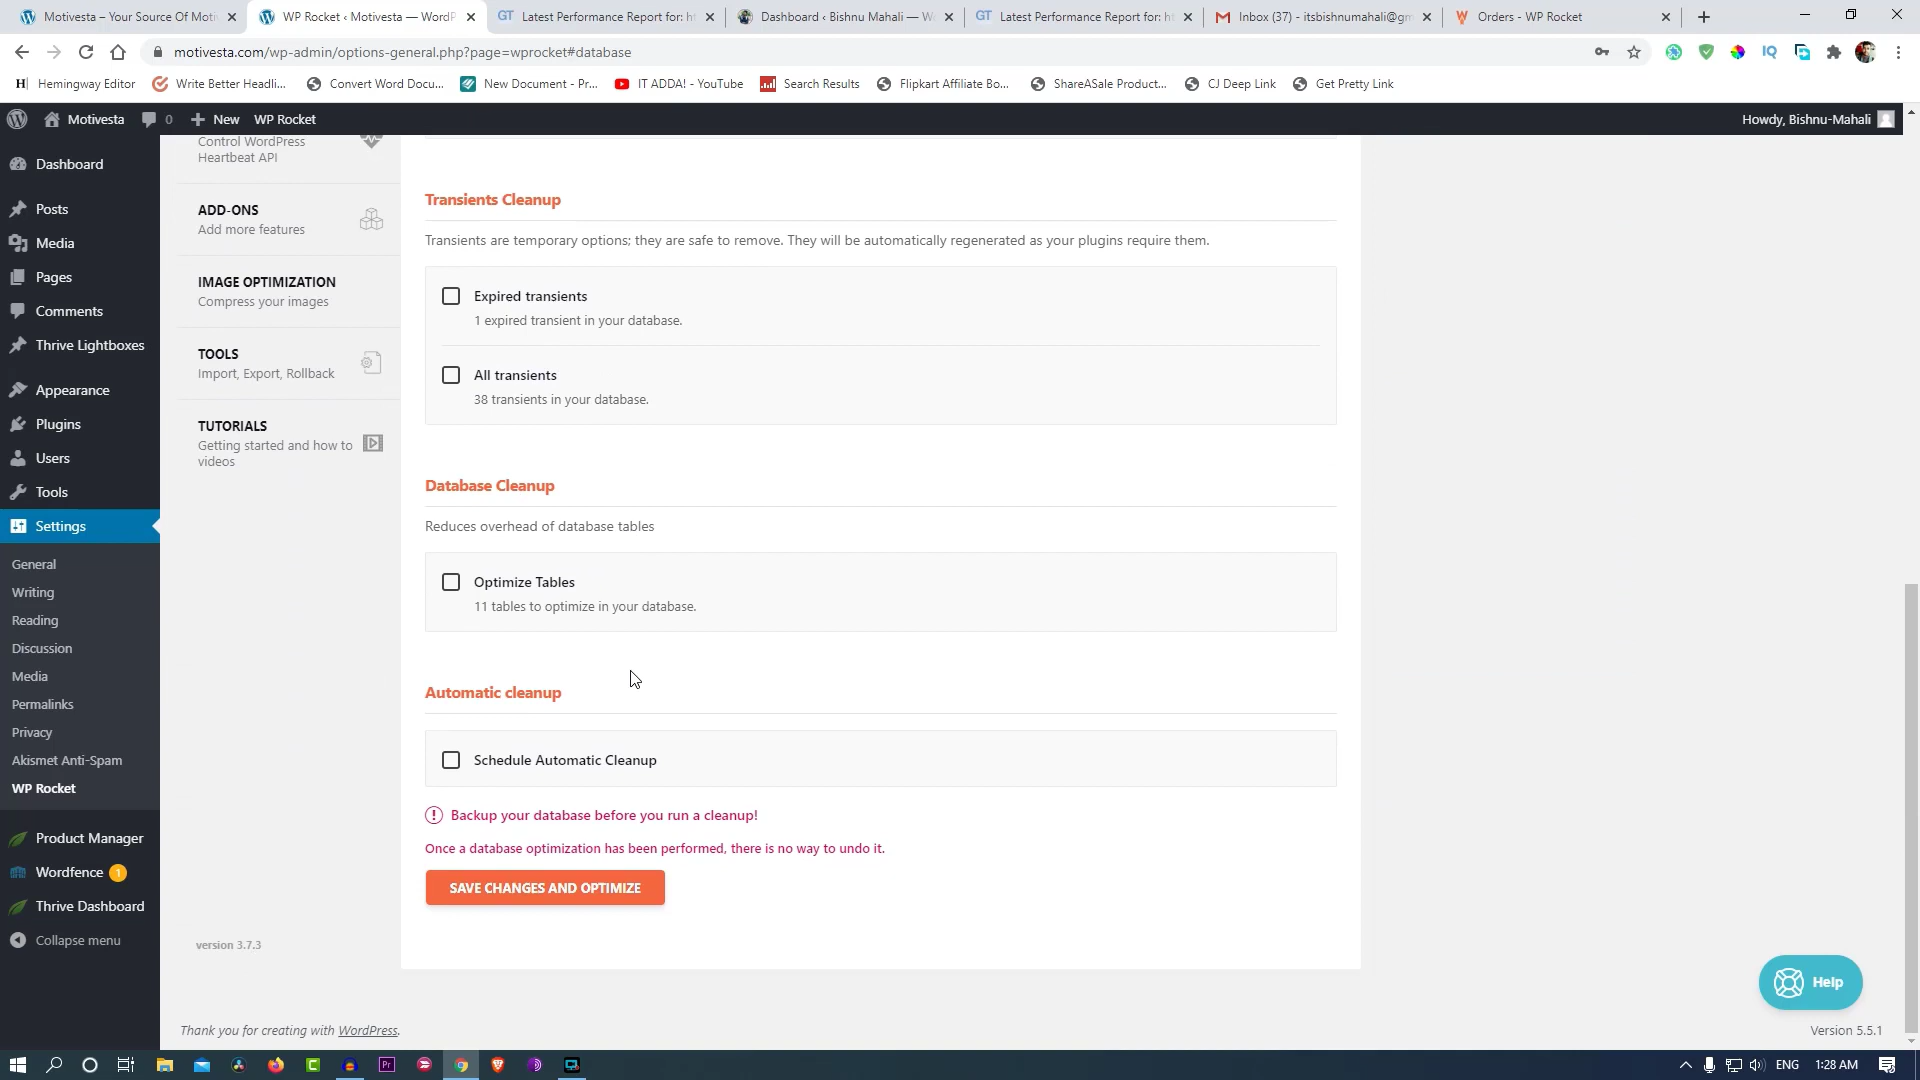 Motivesta – Your Source Of Moti
WP Rocket ‹ Motivesta — WordP
Latest Performance Report for: ht
Dashboard ‹ Bishnu Mahali — W
Latest Performance Report for: ht
Inbox (37) - itsbishnumahali@gm
Orders - WP Rocket
motivesta.com/wp-admin/options-general.php?page=wprocket#database
Hemingway Editor
Write Better Headli...
Convert Word Docu...
New Document - Pr...
IT ADDA! - YouTube
Search Results
Flipkart Affiliate Bo...
ShareASale Product...
CJ Deep Link
Get Pretty Link
Motivesta
0
New
WP Rocket
Howdy, Bishnu-Mahali
Dashboard
Posts
Media
Pages
Comments
Thrive Lightboxes
Appearance
Plugins
Users
Tools
Settings
General
Writing
Reading
Discussion
Media
Permalinks
Privacy
Akismet Anti-Spam
WP Rocket
Product Manager
Wordfence 1
Thrive Dashboard
Collapse menu
Control WordPress
Heartbeat API
ADD-ONS
Add more features
IMAGE OPTIMIZATION
Compress your images
TOOLS
Import, Export, Rollback
TUTORIALS
Getting started and how to
videos
version 3.7.3
Transients Cleanup
Transients are temporary options; they are safe to remove. They will be automatically regenerated as your plugins require them.
Expired transients
1 expired transient in your database.
All transients
38 transients in your database.
Database Cleanup
Reduces overhead of database tables
Optimize Tables
11 tables to optimize in your database.
Automatic cleanup
Schedule Automatic Cleanup
Backup your database before you run a cleanup!
Once a database optimization has been performed, there is no way to undo it.
SAVE CHANGES AND OPTIMIZE
Help
Thank you for creating with WordPress.
Version 5.5.1
ENG
1:28 AM